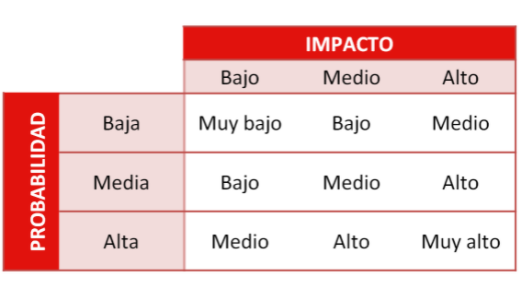 IMPACTO
Bajo Medio Alto
PROBABILIDAD
Baja Muy bajo Bajo Medio
Media Bajo Medio Alto
Alta Medio Alto Muy alto